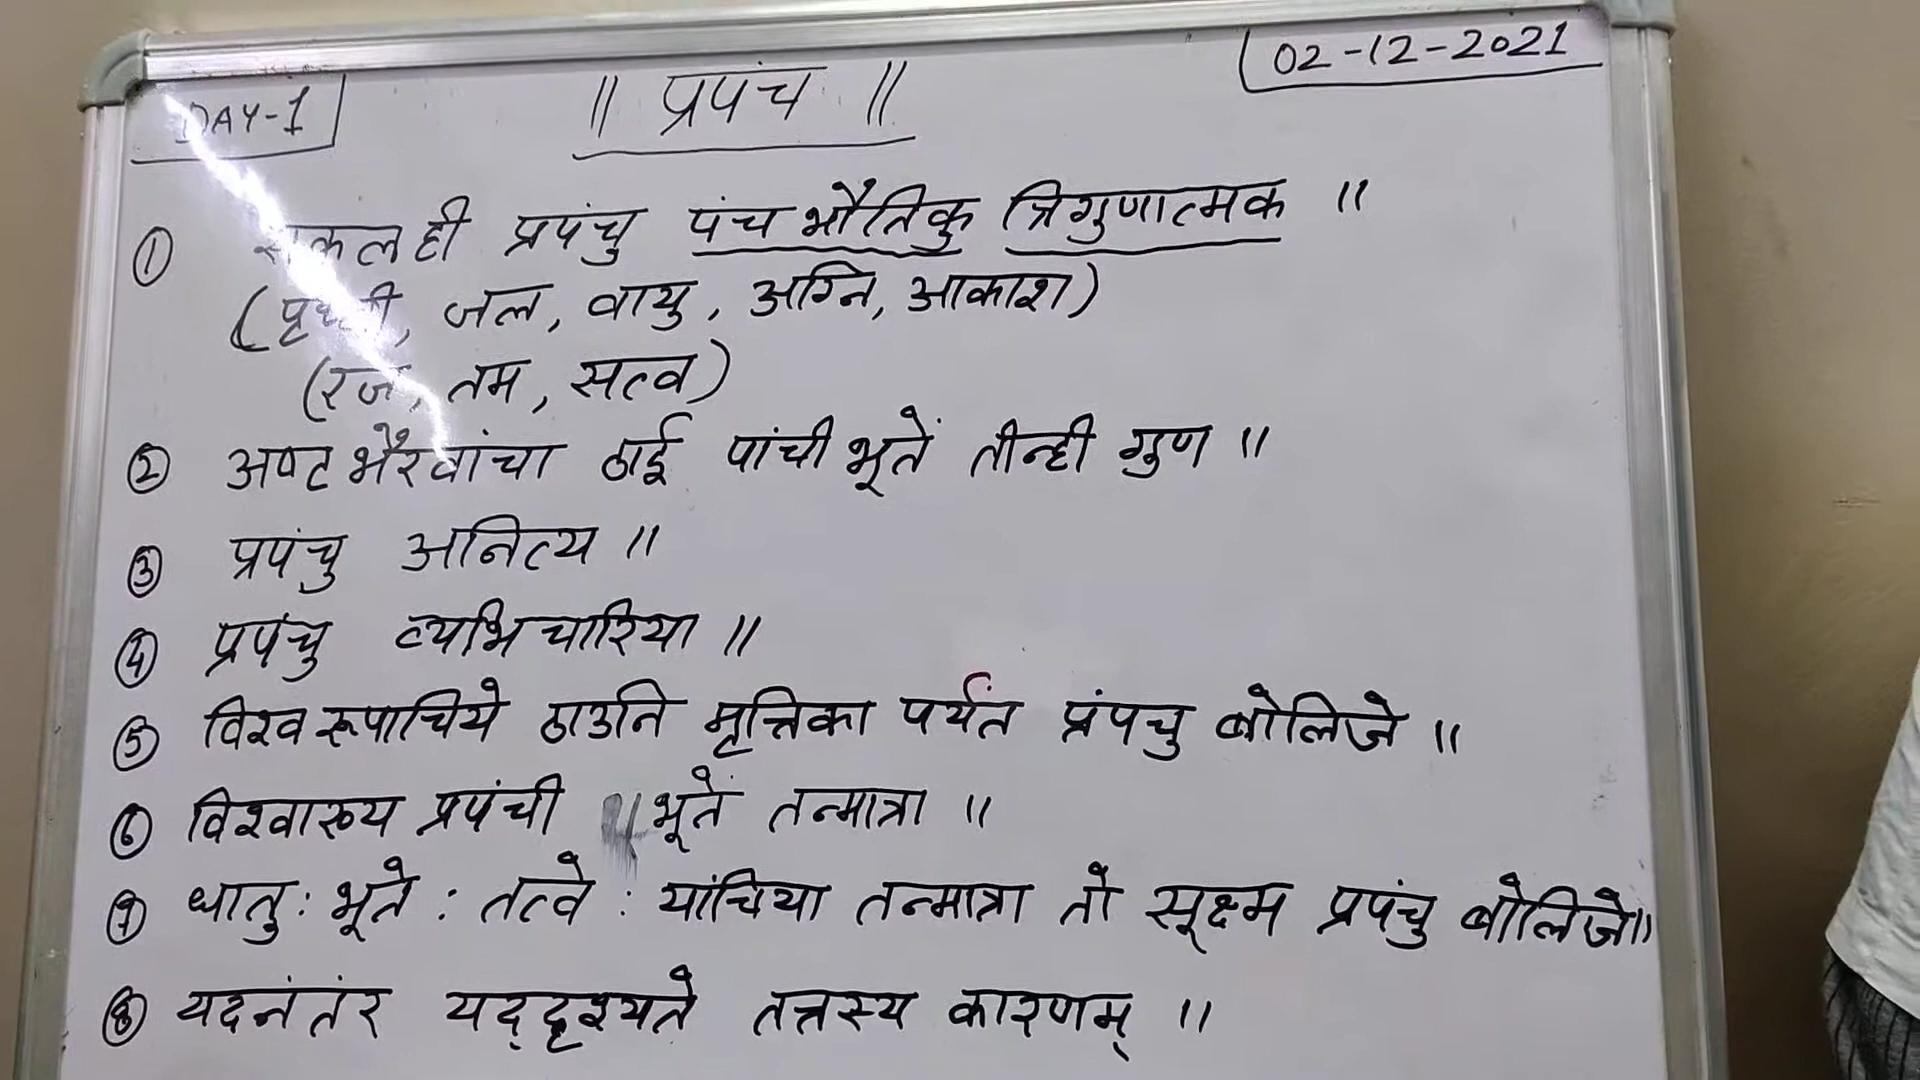 DAY-1
02-12-2021
॥ प्रपंच ॥
① सकलही प्रपंचु पंचभौतिकु त्रिगुणात्मक ॥
(पृथ्वी, जल, वायु, अग्नि, आकाश)
(रज, तम, सत्व)
② अष्टभैरवांचा ठाई पांची भूतें तीन्ही गुण ॥
③ प्रपंचु अनित्य ॥
④ प्रपंचु व्यभिचारिया ॥
⑤ विश्वरूपाचिये ठाउनि मृत्तिका पर्यंत प्रंपचु बोलिजे ॥
⑥ विश्वाख्य प्रपंची भूतें तन्मात्रा ॥
⑦ धातु: भूते : तत्वे : यांचिया तन्मात्रा तो सूक्ष्म प्रपंचु बोलिजे॥
⑧ यदनंतंर यद्दृश्यते तत्तस्य कारणम् ॥